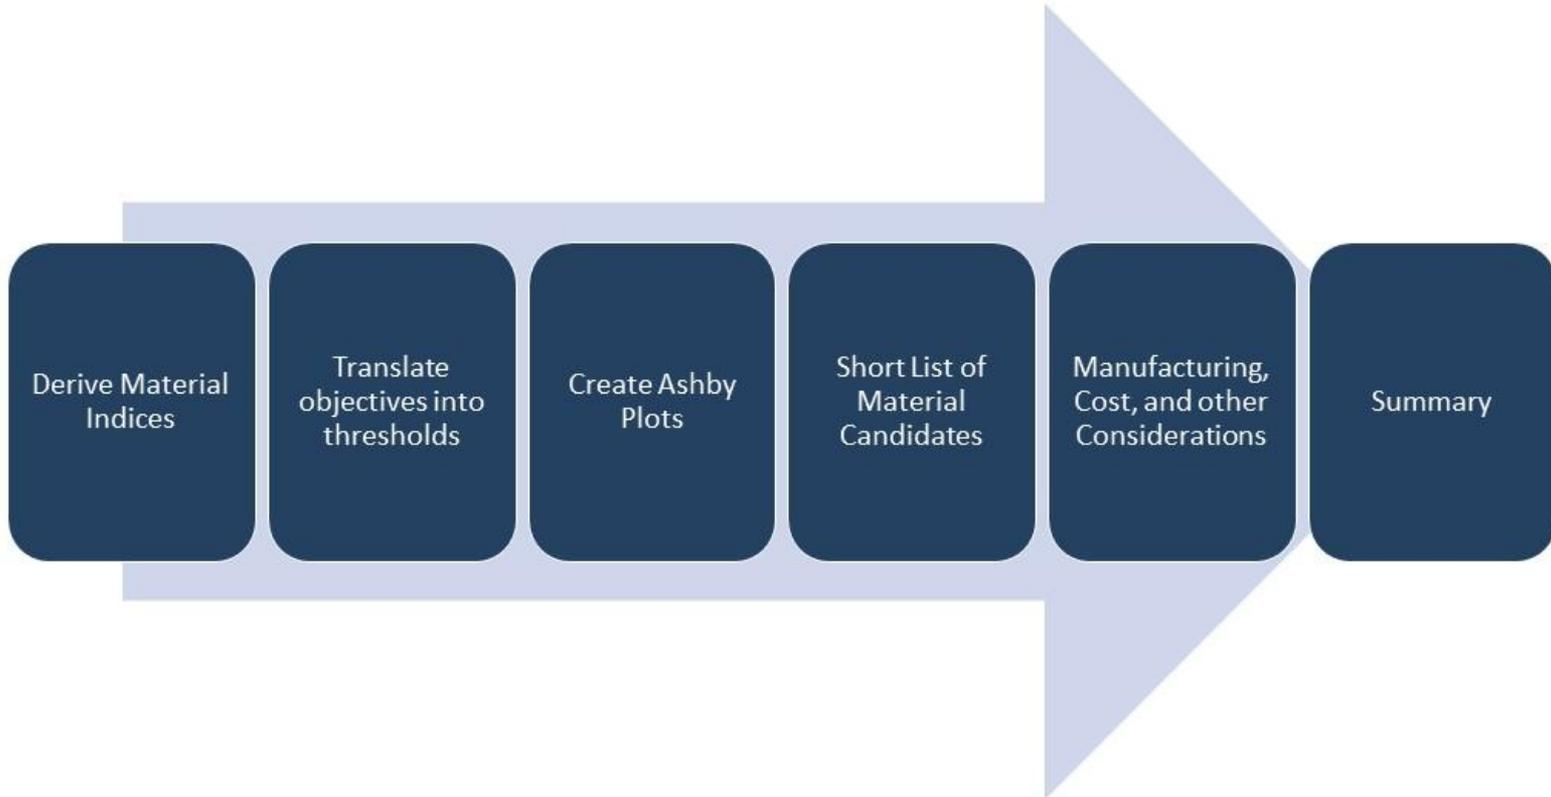 Derive Material
Indices
Translate
objectives into
thresholds
Create Ashby
Plots
Short List of
Material
Candidates
Manufacturing,
Cost, and other
Considerations
Summary